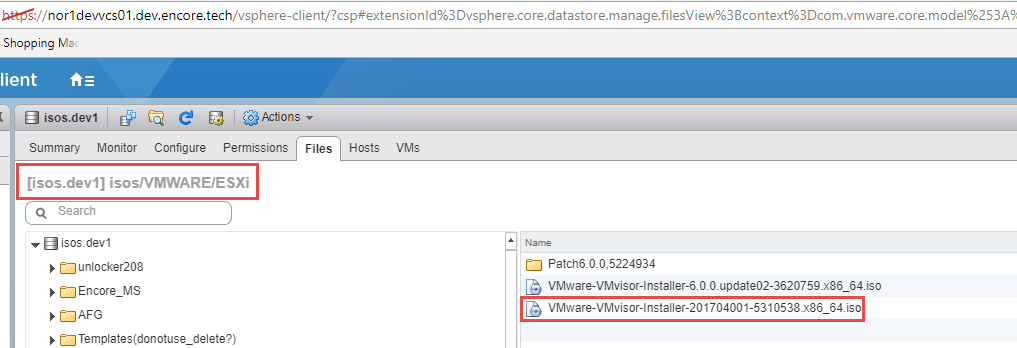 https://nor1devvcs01.dev.encore.tech/vsphere-client/?csp#extensionId%3Dvsphere.core.datastore.manage.filesView%3Bcontext%3Dcom.vmware.core.model%253A%
Shopping Mac
lient
isos.dev1 Actions
Summary Monitor Configure Permissions Files Hosts VMs
[isos.dev1] isos/VMWARE/ESXi
Search
isos.dev1
unlocker208
Encore_MS
AFG
Templates(donotuse_delete?)
Name
Patch6.0.0,5224934
VMware-VMvisor-Installer-6.0.0.update02-3620759.x86_64.iso
VMware-VMvisor-Installer-201704001-5310538.x86_64.iso